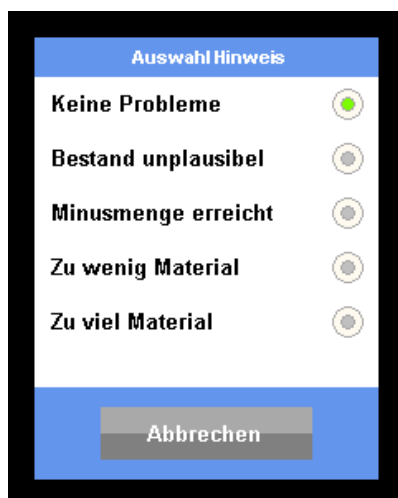 Auswahl Hinweis
Keine Probleme
Bestand unplausibel
Minusmenge erreicht
Zu wenig Material
Zu viel Material
Abbrechen